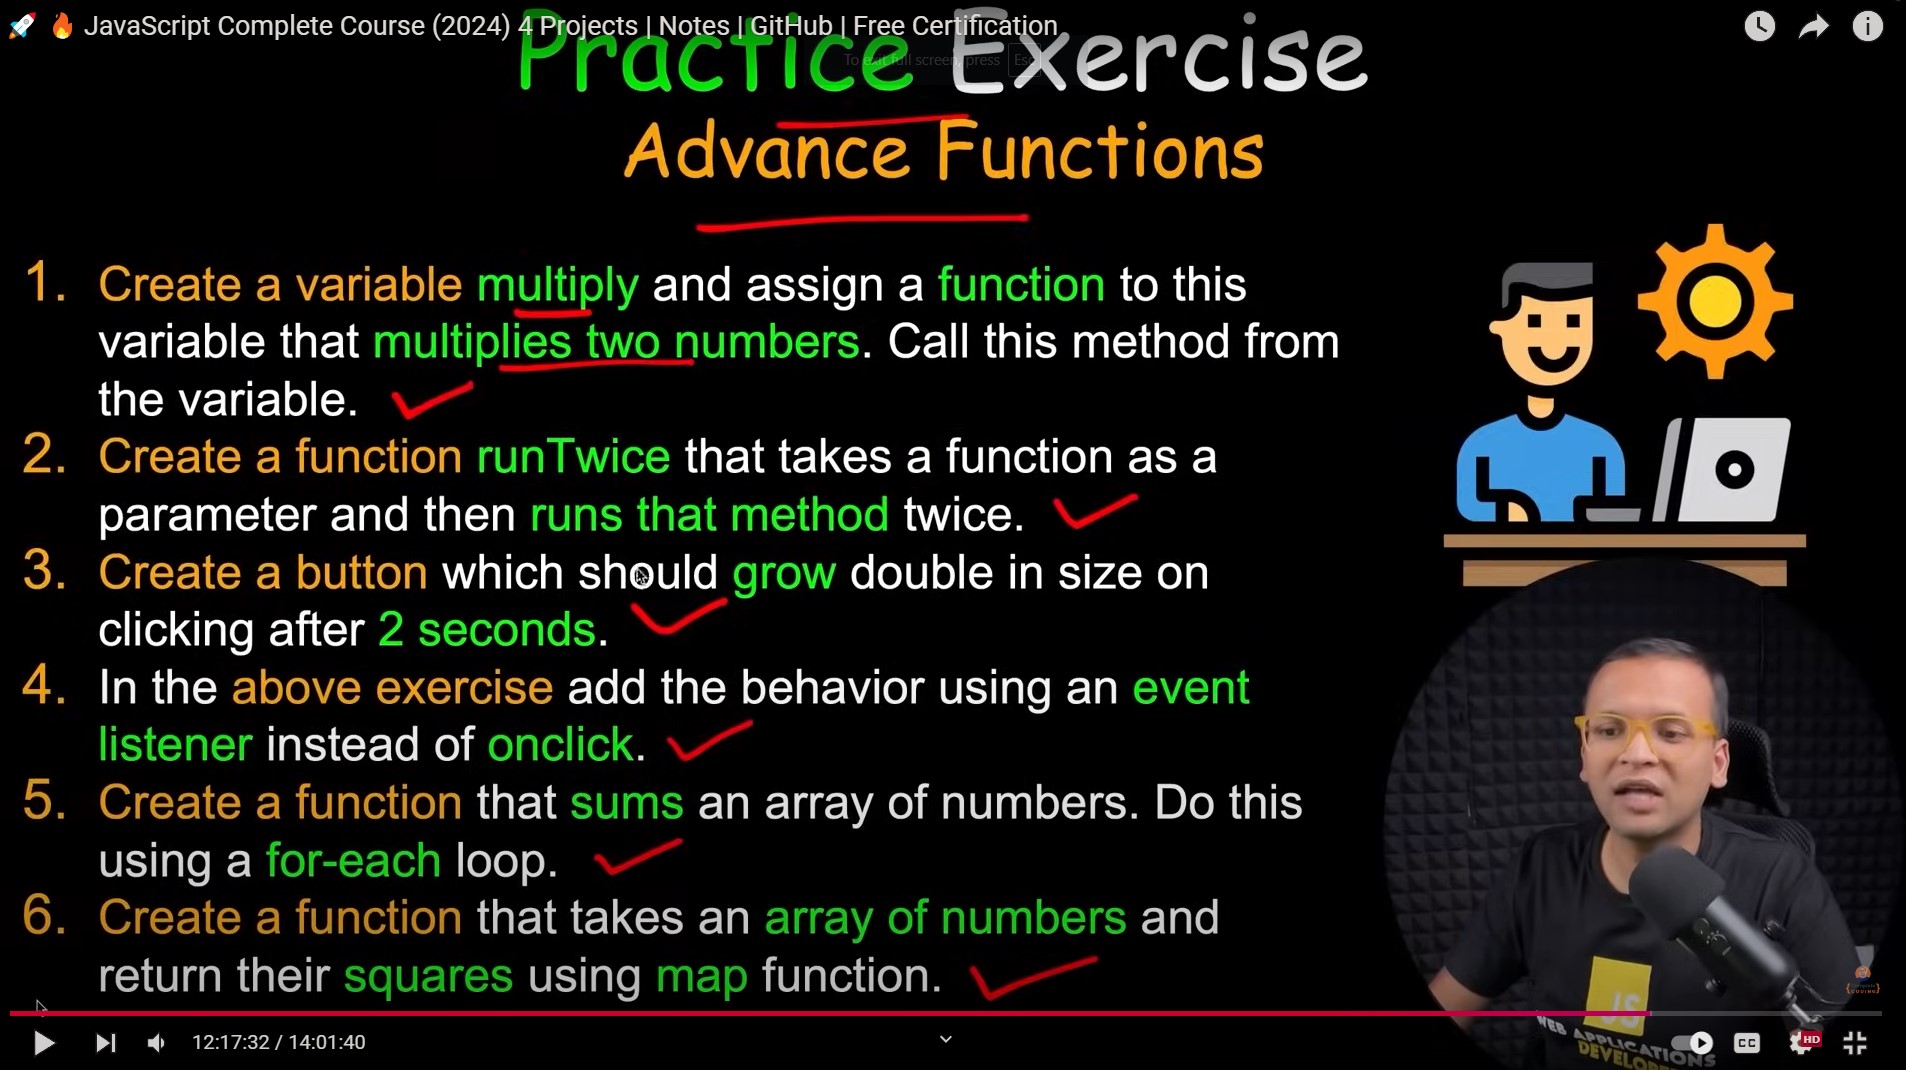 🚀 🔥 JavaScript Complete Course (2024) 4 Projects | Notes | GitHub | Free Certification
Practice Exercise
To exit full screen, press Esc
Advance Functions
1. Create a variable multiply and assign a function to this
variable that multiplies two numbers. Call this method from
the variable.
2. Create a function runTwice that takes a function as a
parameter and then runs that method twice.
3. Create a button which should grow double in size on
clicking after 2 seconds.
4. In the above exercise add the behavior using an event
listener instead of onclick.
5. Create a function that sums an array of numbers. Do this
using a for-each loop.
6. Create a function that takes an array of numbers and
return their squares using map function.
JS
WEB APPLICATIONS
DEVELOP
12:17:32 / 14:01:40
CC
HD